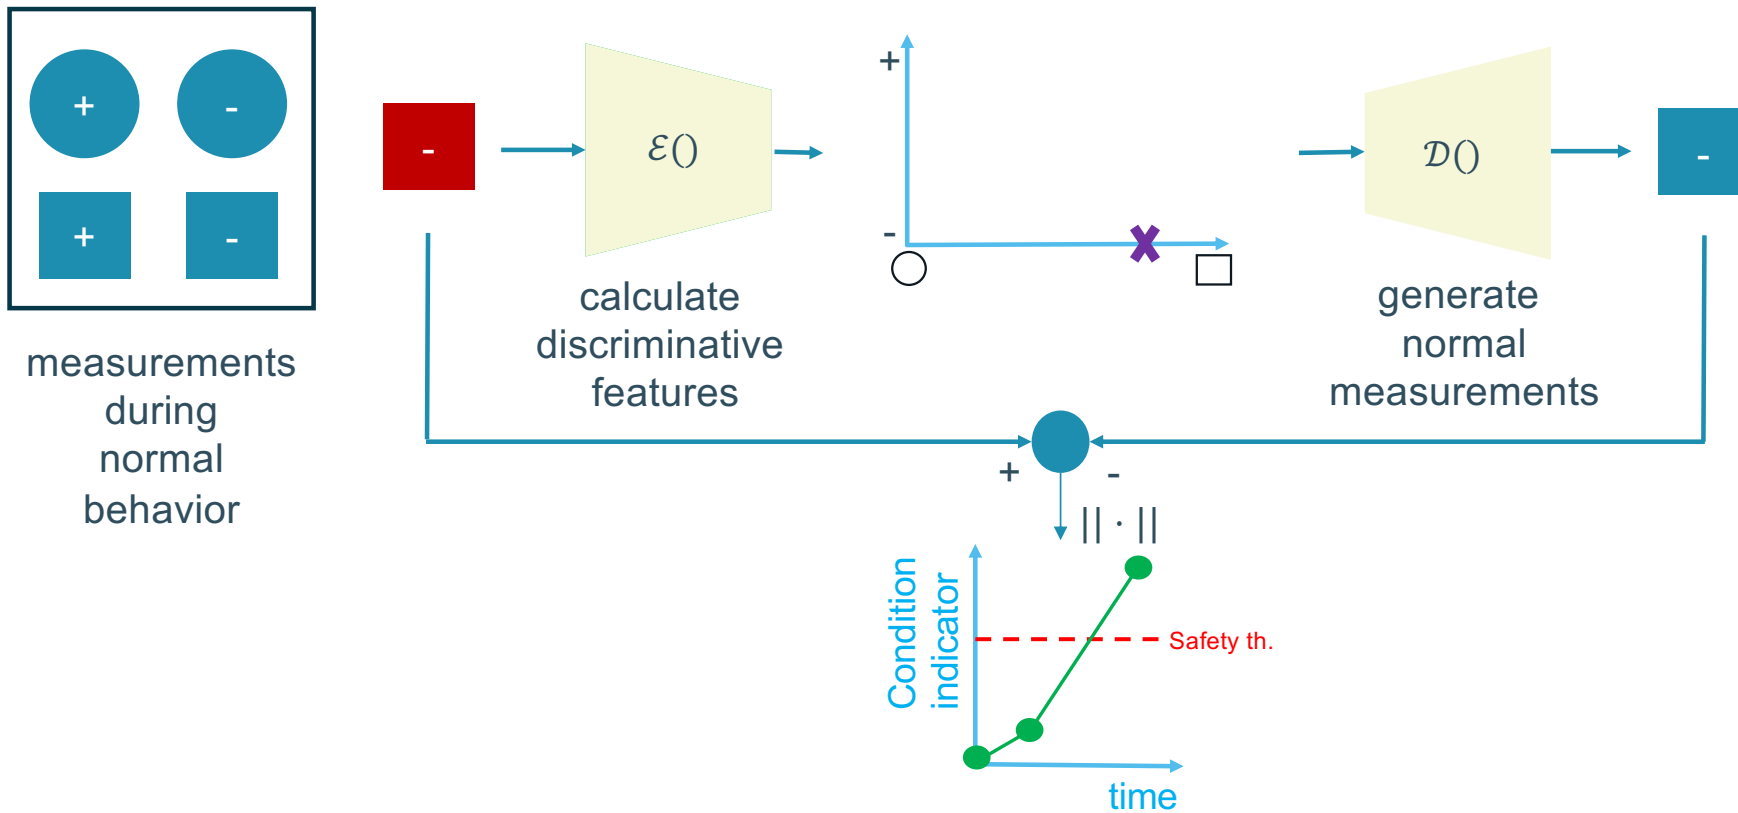 + -
+ -
measurements
during
normal
behavior
-
ℰ()
calculate
discriminative
features
+
-
𝒟()
generate
normal
measurements
-
+ -
|| · ||
Condition
indicator
Safety th.
time